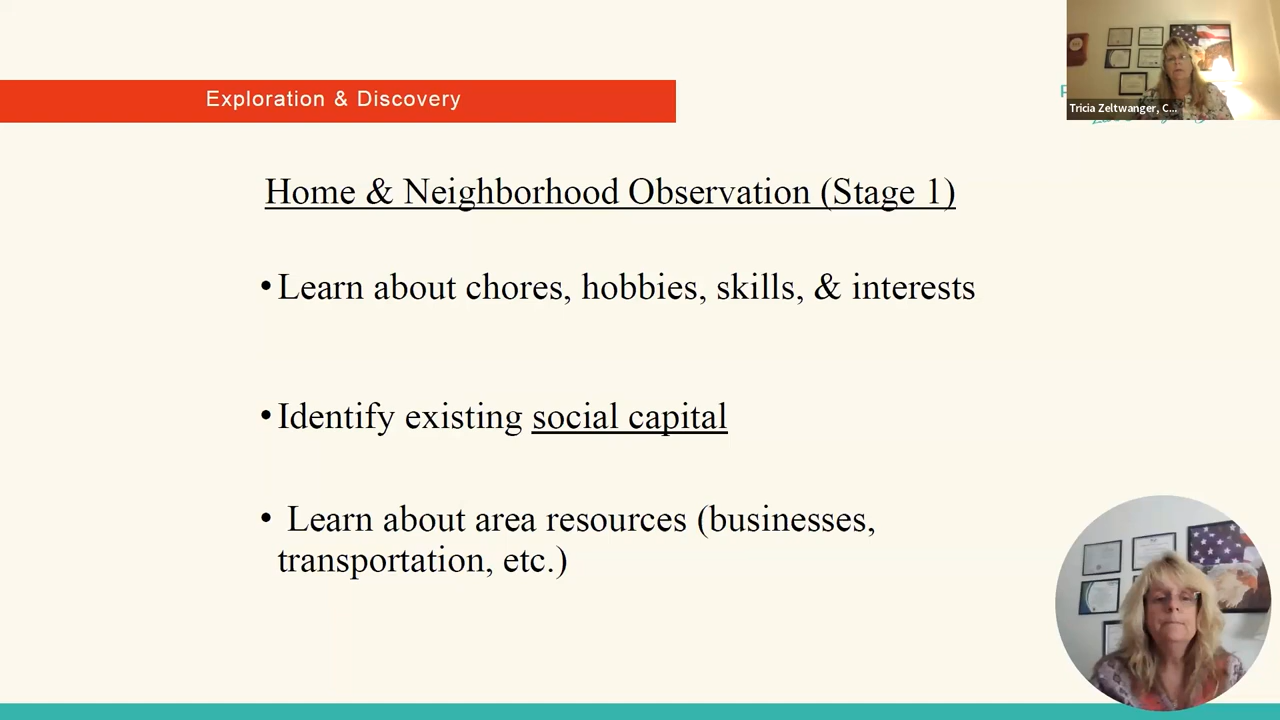 Exploration & Discovery
Tricia Zeltwanger, C...
Home & Neighborhood Observation (Stage 1)
• Learn about chores, hobbies, skills, & interests
• Identify existing social capital
• Learn about area resources (businesses,
transportation, etc.)